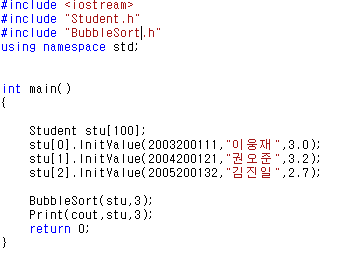 #include <iostream>
#include "Student.h"
#include "BubbleSort.h"
using namespace std;
int main()
{
Student stu[100];
stu[0].InitValue(2003200111,"이웅재",3.0);
stu[1].InitValue(2004200121,"권오준",3.2);
stu[2].InitValue(2005200132,"김진일",2.7);
BubbleSort(stu,3);
Print(cout,stu,3);
return 0;
}